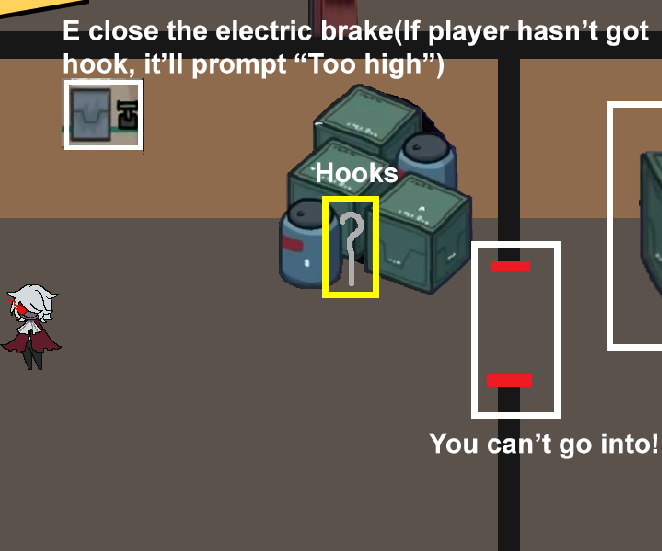 E close the electric brake(If player hasn’t got
hook, it’ll prompt “Too high”)
Hooks
You can’t go into!